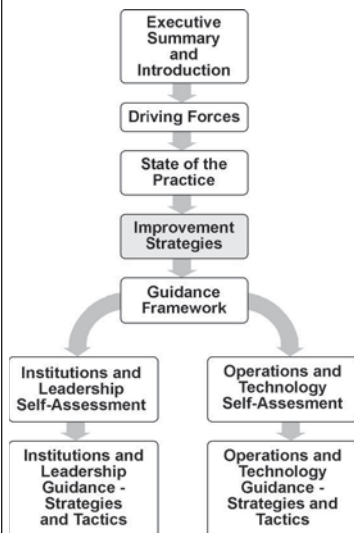 Executive
Summary
and
Introduction
Driving Forces
State of the
Practice
Improvement
Strategies
Guidance
Framework
Institutions and
Leadership
Self-Assessment
Operations and
Technology
Self-Assesment
Institutions and
Leadership
Guidance -
Strategies
and Tactics
Operations and
Technology
Guidance -
Strategies and
Tactics